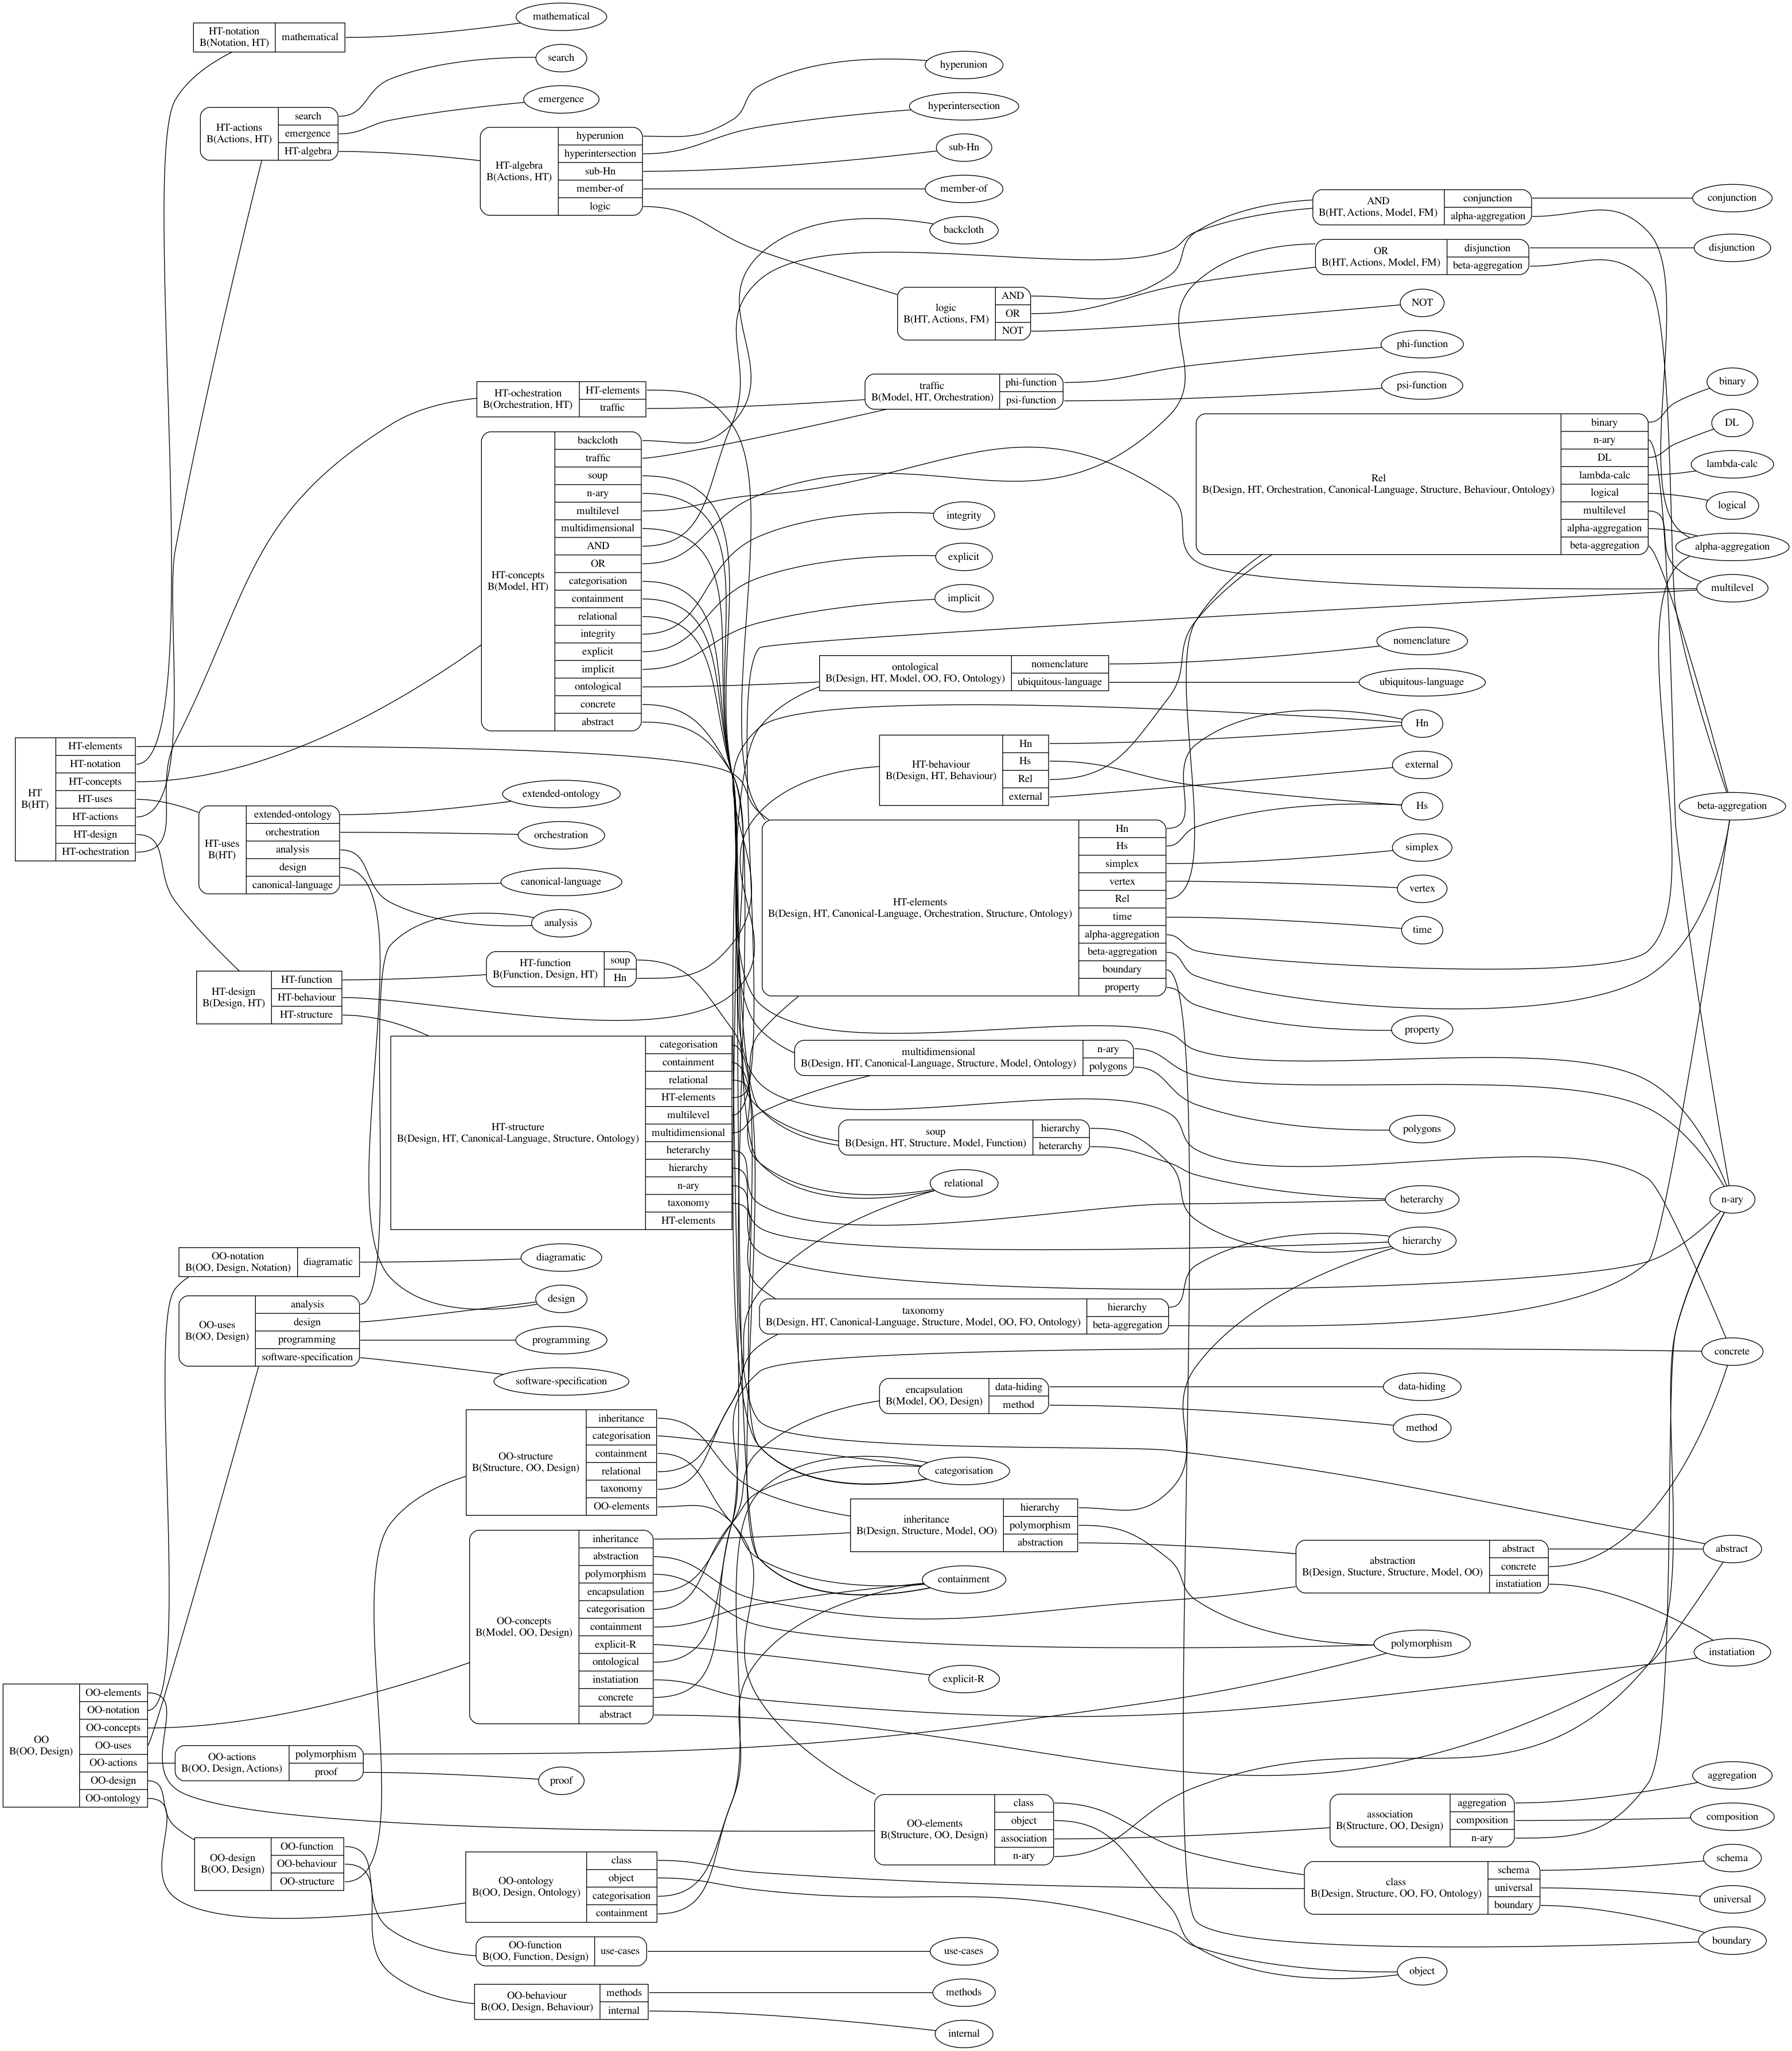 mathematical
HT-notation
B(Notation, HT)
mathematical
search
emergence
HT-actions
B(Actions, HT)
search
emergence
HT-algebra
HT-algebra
B(Actions, HT)
hyperunion
hyperintersection
sub-Hn
member-of
logic
hyperunion
hyperintersection
sub-Hn
member-of
backcloth
AND
B(HT, Actions, Model, FM)
conjunction
alpha-aggregation
conjunction
OR
B(HT, Actions, Model, FM)
disjunction
beta-aggregation
disjunction
logic
B(HT, Actions, FM)
AND
OR
NOT
NOT
phi-function
psi-function
HT-ochestration
B(Orchestration, HT)
HT-elements
traffic
traffic
B(Model, HT, Orchestration)
phi-function
psi-function
HT-concepts
B(Model, HT)
backcloth
traffic
soup
n-ary
multilevel
multidimensional
AND
OR
categorisation
containment
relational
integrity
explicit
implicit
ontological
concrete
abstract
Rel
B(Design, HT, Orchestration, Canonical-Language, Structure, Behaviour, Ontology)
binary
n-ary
DL
lambda-calc
logical
multilevel
alpha-aggregation
beta-aggregation
binary
DL
lambda-calc
logical
alpha-aggregation
multilevel
integrity
explicit
implicit
ontological
B(Design, HT, Model, OO, FO, Ontology)
nomenclature
ubiquitous-language
nomenclature
ubiquitous-language
Hn
external
Hs
simplex
vertex
time
HT
B(HT)
HT-elements
HT-notation
HT-concepts
HT-uses
HT-actions
HT-design
HT-ochestration
HT-behaviour
B(Design, HT, Behaviour)
Hn
Hs
Rel
external
beta-aggregation
HT-uses
B(HT)
extended-ontology
orchestration
analysis
design
canonical-language
extended-ontology
orchestration
canonical-language
analysis
HT-elements
B(Design, HT, Canonical-Language, Orchestration, Structure, Ontology)
Hn
Hs
simplex
vertex
Rel
time
alpha-aggregation
beta-aggregation
boundary
property
property
HT-design
B(Design, HT)
HT-function
HT-behaviour
HT-structure
HT-function
B(Function, Design, HT)
soup
Hn
HT-structure
B(Design, HT, Canonical-Language, Structure, Ontology)
categorisation
containment
relational
HT-elements
multilevel
multidimensional
heterarchy
hierarchy
n-ary
taxonomy
HT-elements
multidimensional
B(Design, HT, Canonical-Language, Structure, Model, Ontology)
n-ary
polygons
polygons
soup
B(Design, HT, Structure, Model, Function)
hierarchy
heterarchy
relational
heterarchy
n-ary
hierarchy
OO-notation
B(OO, Design, Notation)
diagramatic
diagramatic
OO-uses
B(OO, Design)
analysis
design
programming
software-specification
design
programming
software-specification
taxonomy
B(Design, HT, Canonical-Language, Structure, Model, OO, FO, Ontology)
hierarchy
beta-aggregation
concrete
encapsulation
B(Model, OO, Design)
data-hiding
method
data-hiding
method
OO-structure
B(Structure, OO, Design)
inheritance
categorisation
containment
relational
taxonomy
OO-elements
categorisation
inheritance
B(Design, Structure, Model, OO)
hierarchy
polymorphism
abstraction
abstraction
B(Design, Stucture, Structure, Model, OO)
abstract
concrete
instatiation
abstract
OO-concepts
B(Model, OO, Design)
inheritance
abstraction
polymorphism
encapsulation
categorisation
containment
explicit-R
ontological
instatiation
concrete
abstract
containment
polymorphism
instatiation
explicit-R
OO
B(OO, Design)
OO-elements
OO-notation
OO-concepts
OO-uses
OO-actions
OO-design
OO-ontology
OO-actions
B(OO, Design, Actions)
polymorphism
proof
proof
OO-elements
B(Structure, OO, Design)
class
object
association
n-ary
association
B(Structure, OO, Design)
aggregation
composition
n-ary
aggregation
composition
OO-design
B(OO, Design)
OO-function
OO-behaviour
OO-structure
OO-ontology
B(OO, Design, Ontology)
class
object
categorisation
containment
class
B(Design, Structure, OO, FO, Ontology)
schema
universal
boundary
schema
universal
boundary
OO-function
B(OO, Function, Design)
use-cases
use-cases
object
OO-behaviour
B(OO, Design, Behaviour)
methods
internal
methods
internal